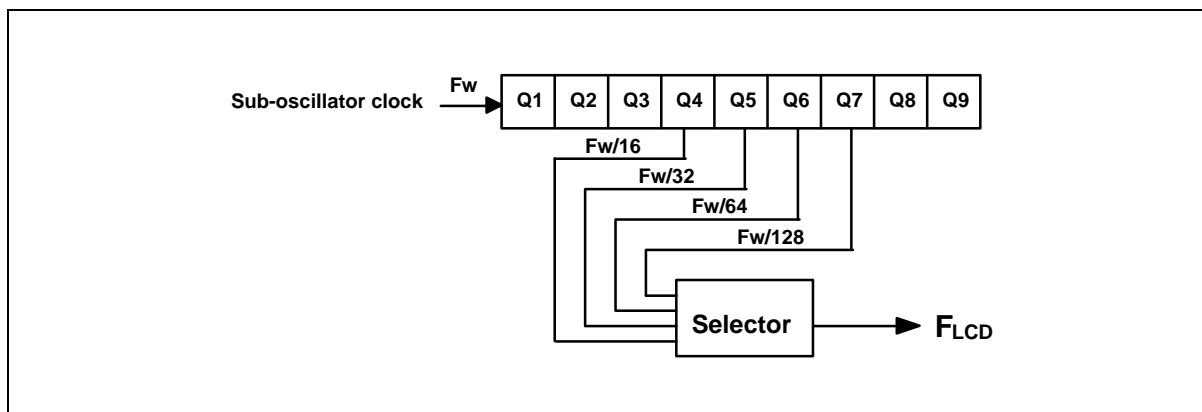 Fw
Sub-oscillator clock
Q1 Q2 Q3 Q4 Q5 Q6 Q7 Q8 Q9
Fw/16
Fw/32
Fw/64
Fw/128
Selector
FLCD